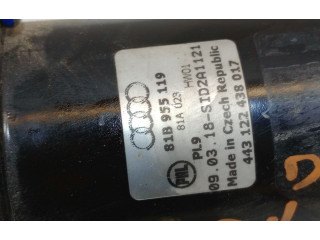 81B 955 119
81A 023 HW01
PAL
PL9
09.03.18-SID2A1121
Made in Czech Republic
443 122 438 017